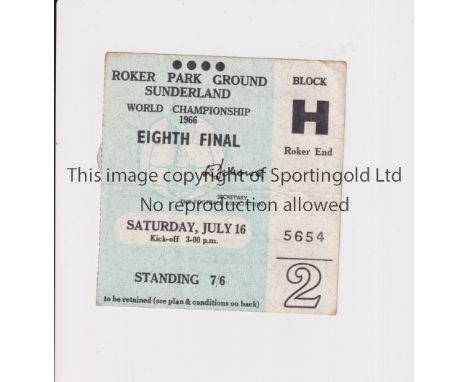 ROKER PARK GROUND
SUNDERLAND
WORLD CHAMPIONSHIP
1966
EIGHTH FINAL
SECRETARY,
SATURDAY, JULY 16
Kick-off 3-00 p.m.
STANDING 7/6
to be retained (see plan & conditions on back)
BLOCK
H
Roker End
5654
2
This image copyright of Sportingold Ltd
No reproduction allowed